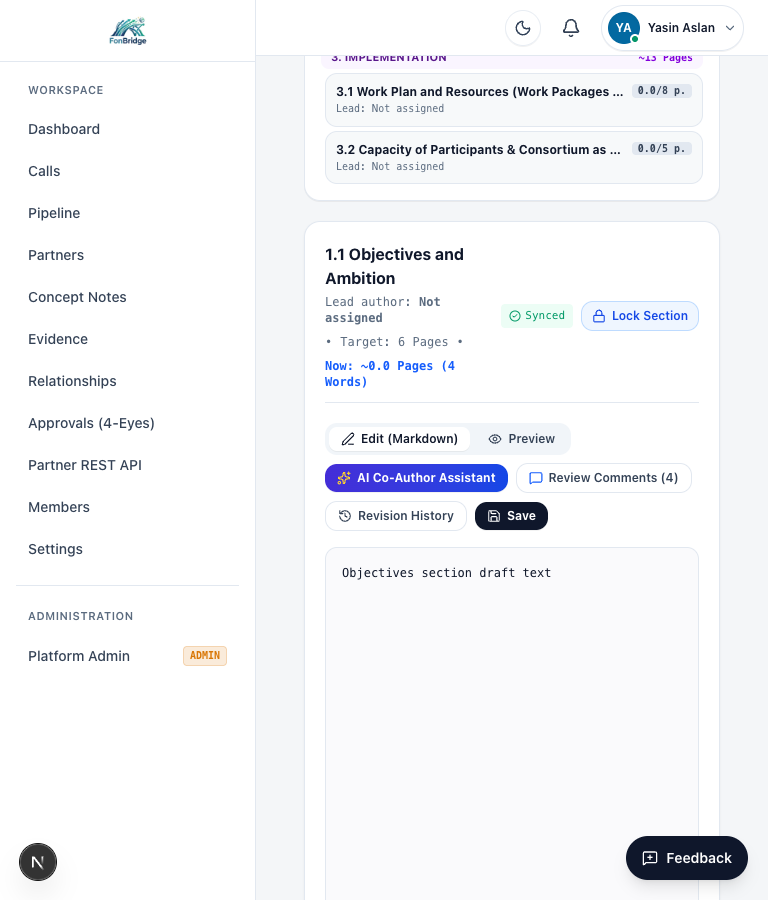 FonBridge
WORKSPACE
Dashboard
Calls
Pipeline
Partners
Concept Notes
Evidence
Relationships
Approvals (4-Eyes)
Partner REST API
Members
Settings
ADMINISTRATION
Platform Admin
ADMIN
N
YA
Yasin Aslan
3. IMPLEMENTATION
~13 Pages
3.1 Work Plan and Resources (Work Packages ...
0.0/8 p.
Lead: Not assigned
3.2 Capacity of Participants & Consortium as ...
0.0/5 p.
Lead: Not assigned
1.1 Objectives and
Ambition
Lead author: Not
assigned
• Target: 6 Pages •
Now: ~0.0 Pages (4
Words)
Synced
Lock Section
Edit (Markdown)
Preview
AI Co-Author Assistant
Review Comments (4)
Revision History
Save
Objectives section draft text
Feedback